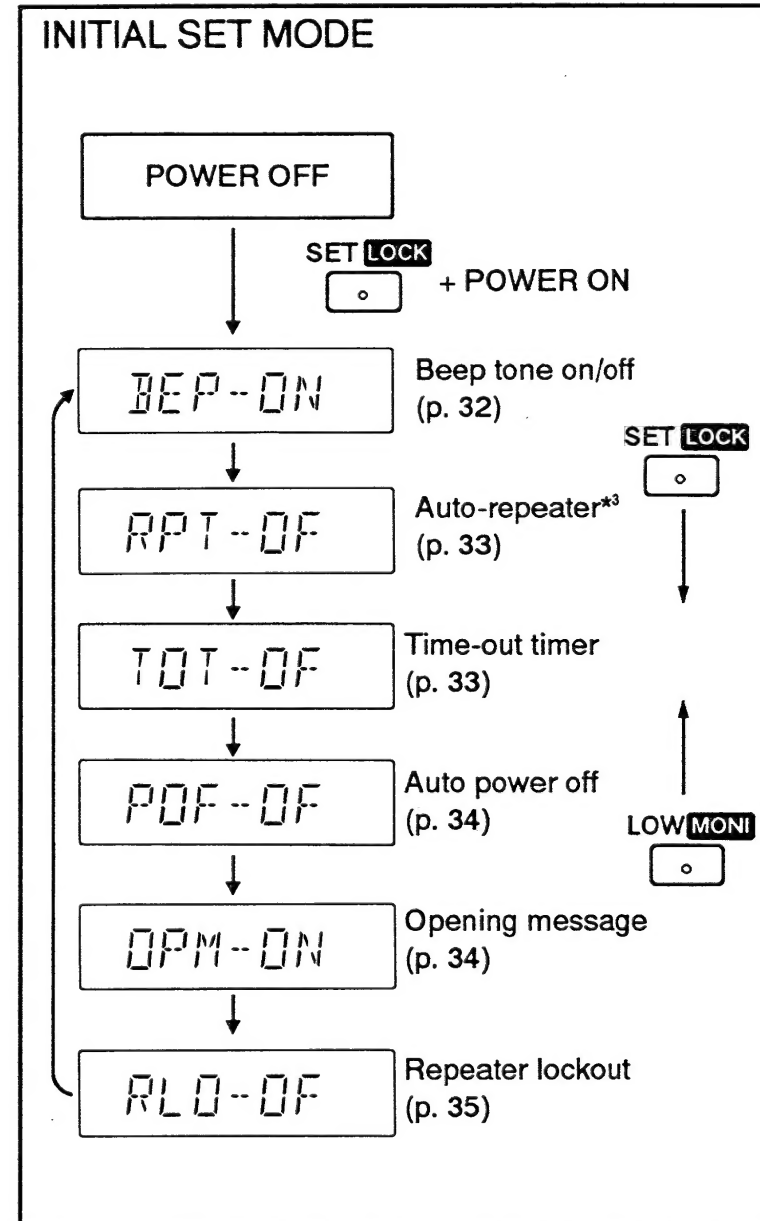 INITIAL SET MODE
POWER OFF
SET LOCK
+ POWER ON
BEP-ON
Beep tone on/off
(p. 32)
SET LOCK
RPT-OF
Auto-repeater*3
(p. 33)
TOT-OF
Time-out timer
(p. 33)
POF-OF
Auto power off
(p. 34)
LOW MONI
OPM-ON
Opening message
(p. 34)
RLO-OF
Repeater lockout
(p. 35)